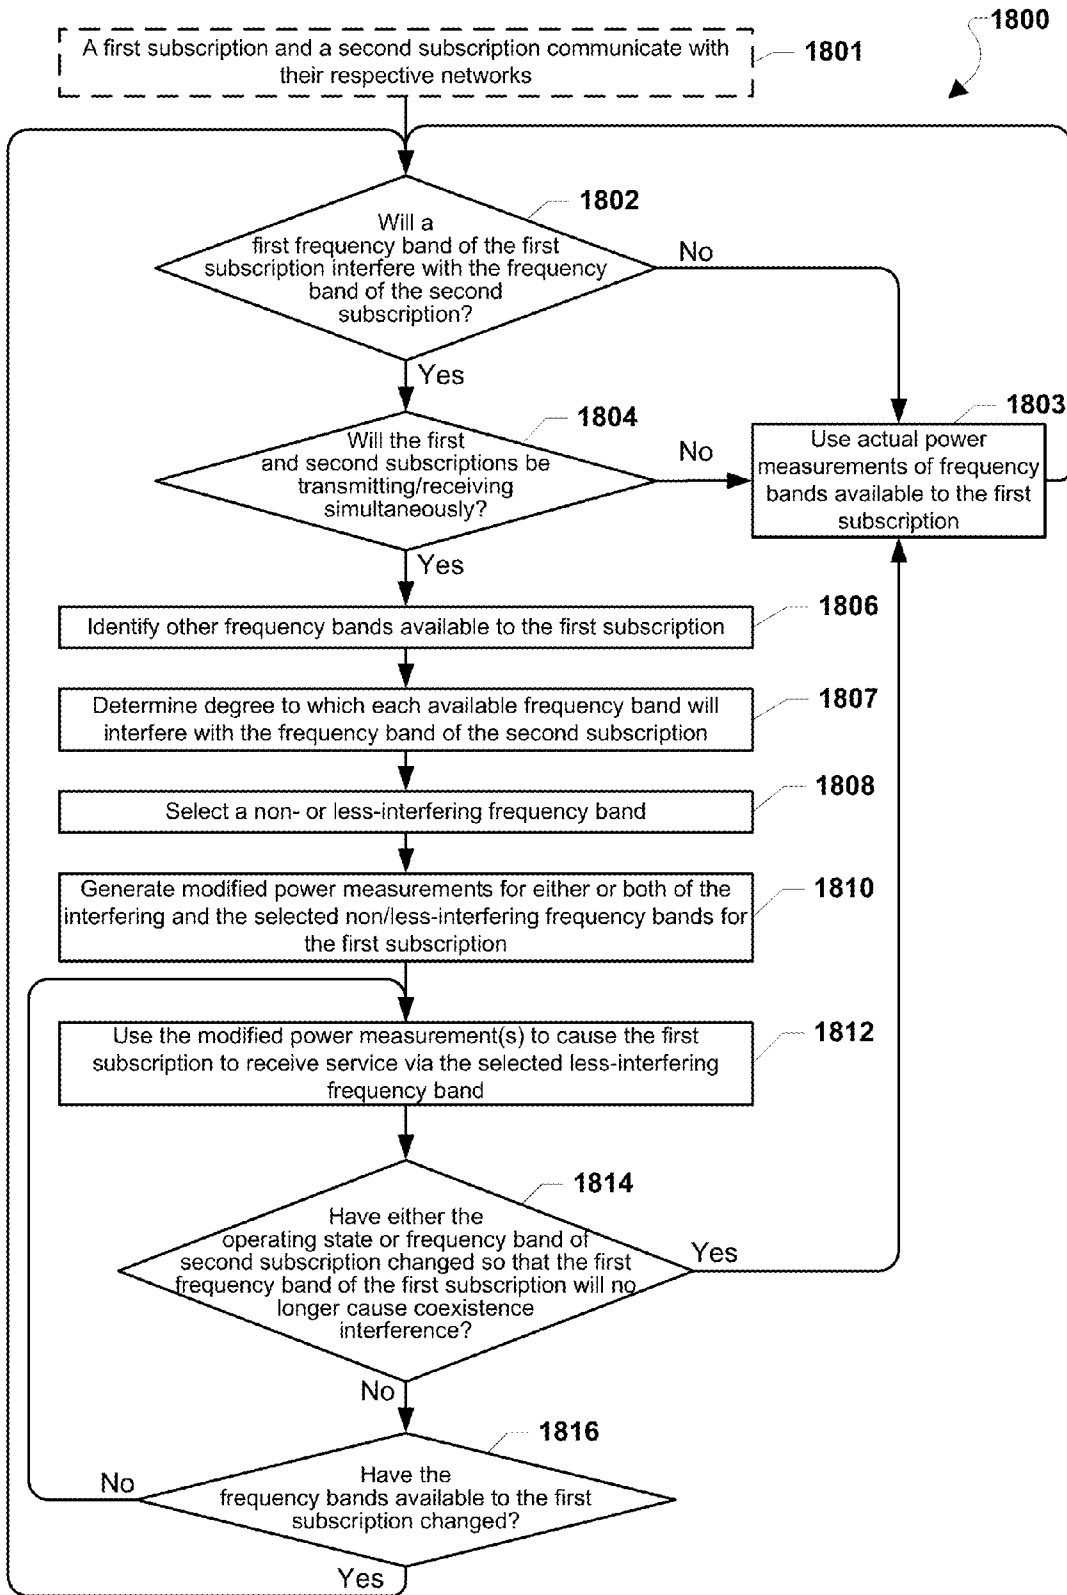 1800
A first subscription and a second subscription communicate with
their respective networks
1801
1802
Will a
first frequency band of the first
subscription interfere with the frequency
band of the second
subscription?
No
Yes
1803
Use actual power
measurements of frequency
bands available to the first
subscription
1804
Will the first
and second subscriptions be
transmitting/receiving
simultaneously?
No
Yes
1806
Identify other frequency bands available to the first subscription
1807
Determine degree to which each available frequency band will
interfere with the frequency band of the second subscription
1808
Select a non- or less-interfering frequency band
1810
Generate modified power measurements for either or both of the
interfering and the selected non/less-interfering frequency bands for
the first subscription
1812
Use the modified power measurement(s) to cause the first
subscription to receive service via the selected less-interfering
frequency band
1814
Have either the
operating state or frequency band of
second subscription changed so that the first
frequency band of the first subscription will no
longer cause coexistence
interference?
Yes
No
1816
Have the
frequency bands available to the first
subscription changed?
No
Yes